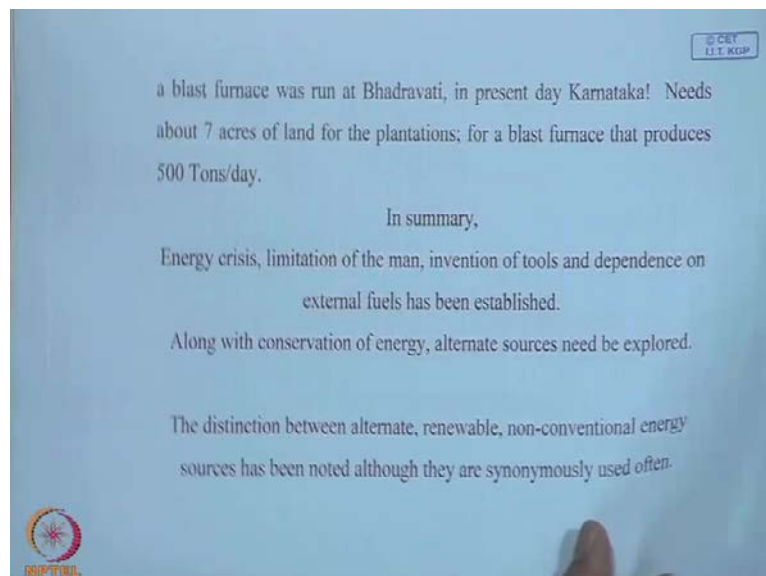 © CET
I.I.T. KGP
a blast furnace was run at Bhadravati, in present day Karnataka! Needs
about 7 acres of land for the plantations; for a blast furnace that produces
500 Tons/day.
In summary,
Energy crisis, limitation of the man, invention of tools and dependence on
external fuels has been established.
Along with conservation of energy, alternate sources need be explored.
The distinction between alternate, renewable, non-conventional energy
sources has been noted although they are synonymously used often.
NPTEL